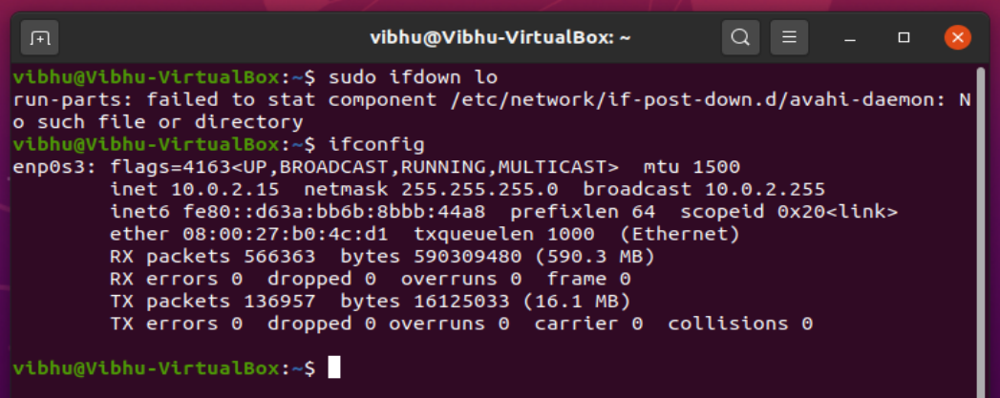 vibhu@Vibhu-VirtualBox: ~
vibhu@Vibhu-VirtualBox:~$ sudo ifdown lo
run-parts: failed to stat component /etc/network/if-post-down.d/avahi-daemon: N
o such file or directory
vibhu@Vibhu-VirtualBox:~$ ifconfig
enp0s3: flags=4163<UP,BROADCAST,RUNNING,MULTICAST>  mtu 1500
        inet 10.0.2.15  netmask 255.255.255.0  broadcast 10.0.2.255
        inet6 fe80::d63a:bb6b:8bbb:44a8  prefixlen 64  scopeid 0x20<link>
        ether 08:00:27:b0:4c:d1  txqueuelen 1000  (Ethernet)
        RX packets 566363  bytes 590309480 (590.3 MB)
        RX errors 0  dropped 0  overruns 0  frame 0
        TX packets 136957  bytes 16125033 (16.1 MB)
        TX errors 0  dropped 0 overruns 0  carrier 0  collisions 0
vibhu@Vibhu-VirtualBox:~$